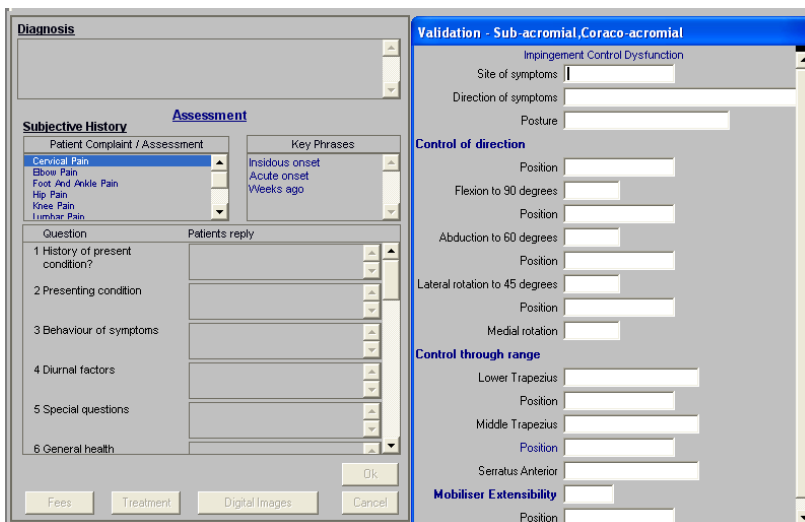 Diagnosis
Assessment
Subjective History
Patient Complaint / Assessment
Cervical Pain
Elbow Pain
Foot And Ankle Pain
Hip Pain
Knee Pain
Lumbar Pain
Key Phrases
Insidous onset
Acute onset
Weeks ago
Question Patients reply
1 History of present
condition?
2 Presenting condition
3 Behaviour of symptoms
4 Diurnal factors
5 Special questions
6 General health
Ok
Fees Treatment Digital Images Cancel
Validation - Sub-acromial,Coraco-acromial
Impingement Control Dysfunction
Site of symptoms
Direction of symptoms
Posture
Control of direction
Position
Flexion to 90 degrees
Position
Abduction to 60 degrees
Position
Lateral rotation to 45 degrees
Position
Medial rotation
Control through range
Lower Trapezius
Position
Middle Trapezius
Position
Serratus Anterior
Mobiliser Extensibility
Position